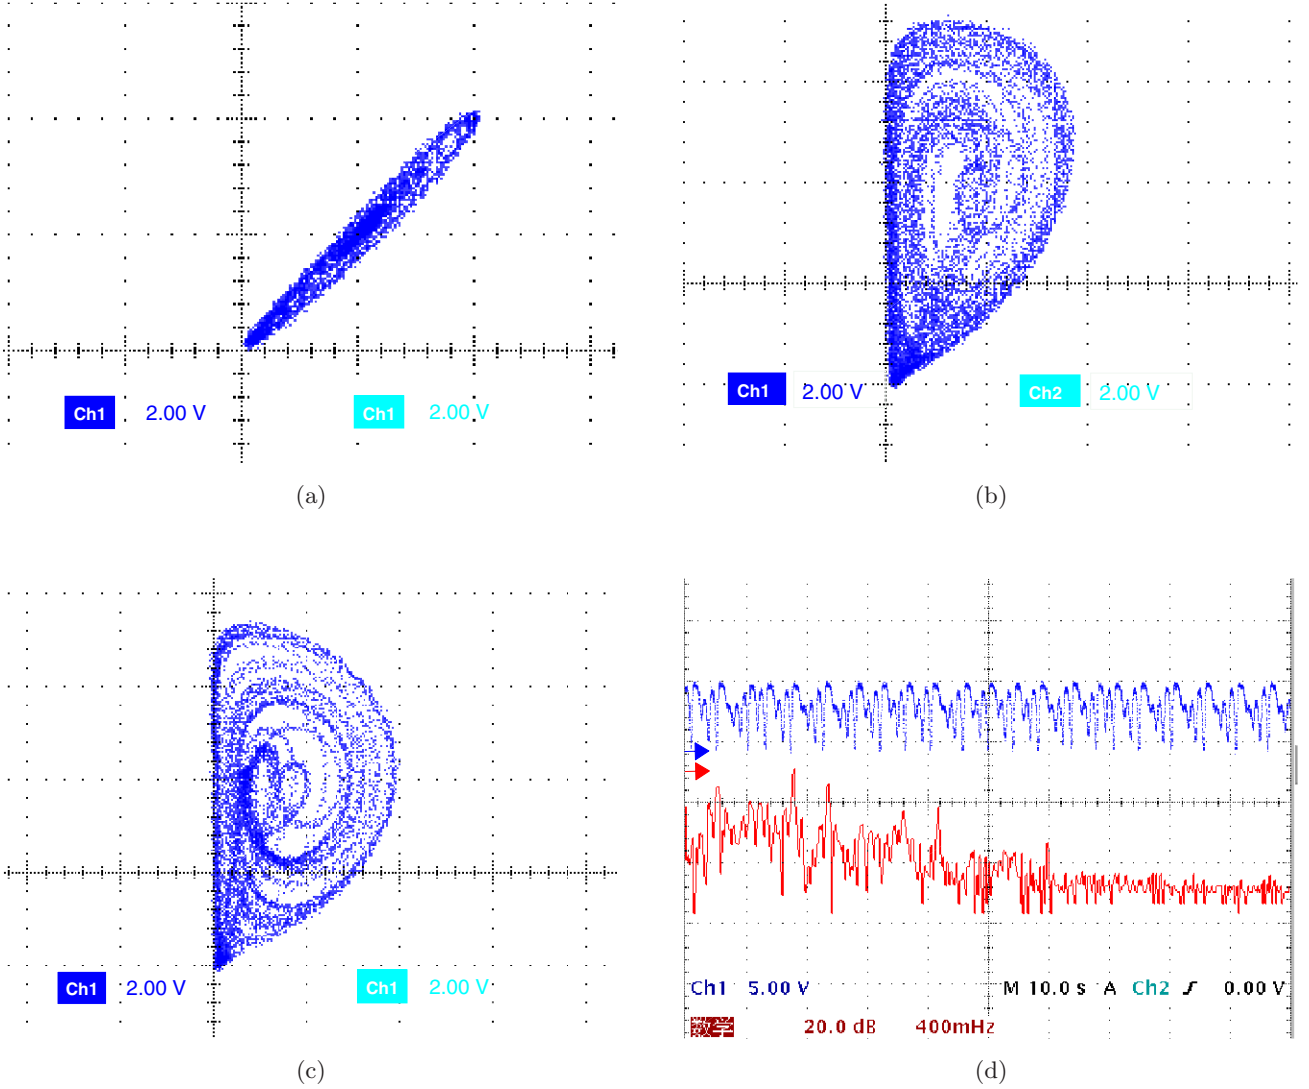 Ch1 2.00 V Ch1 2.00 V
(a)
Ch1 2.00 V Ch2 2.00 V
(b)
Ch1 2.00 V Ch1 2.00 V
(c)
Ch1 5.00 V M 10.0 s A Ch2 0.00 V
数学 20.0 dB 400mHz
(d)